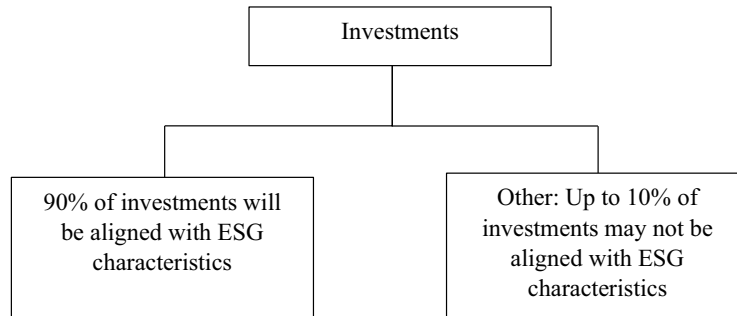 Investments
90% of investments will
be aligned with ESG
characteristics
Other: Up to 10% of
investments may not be
aligned with ESG
characteristics